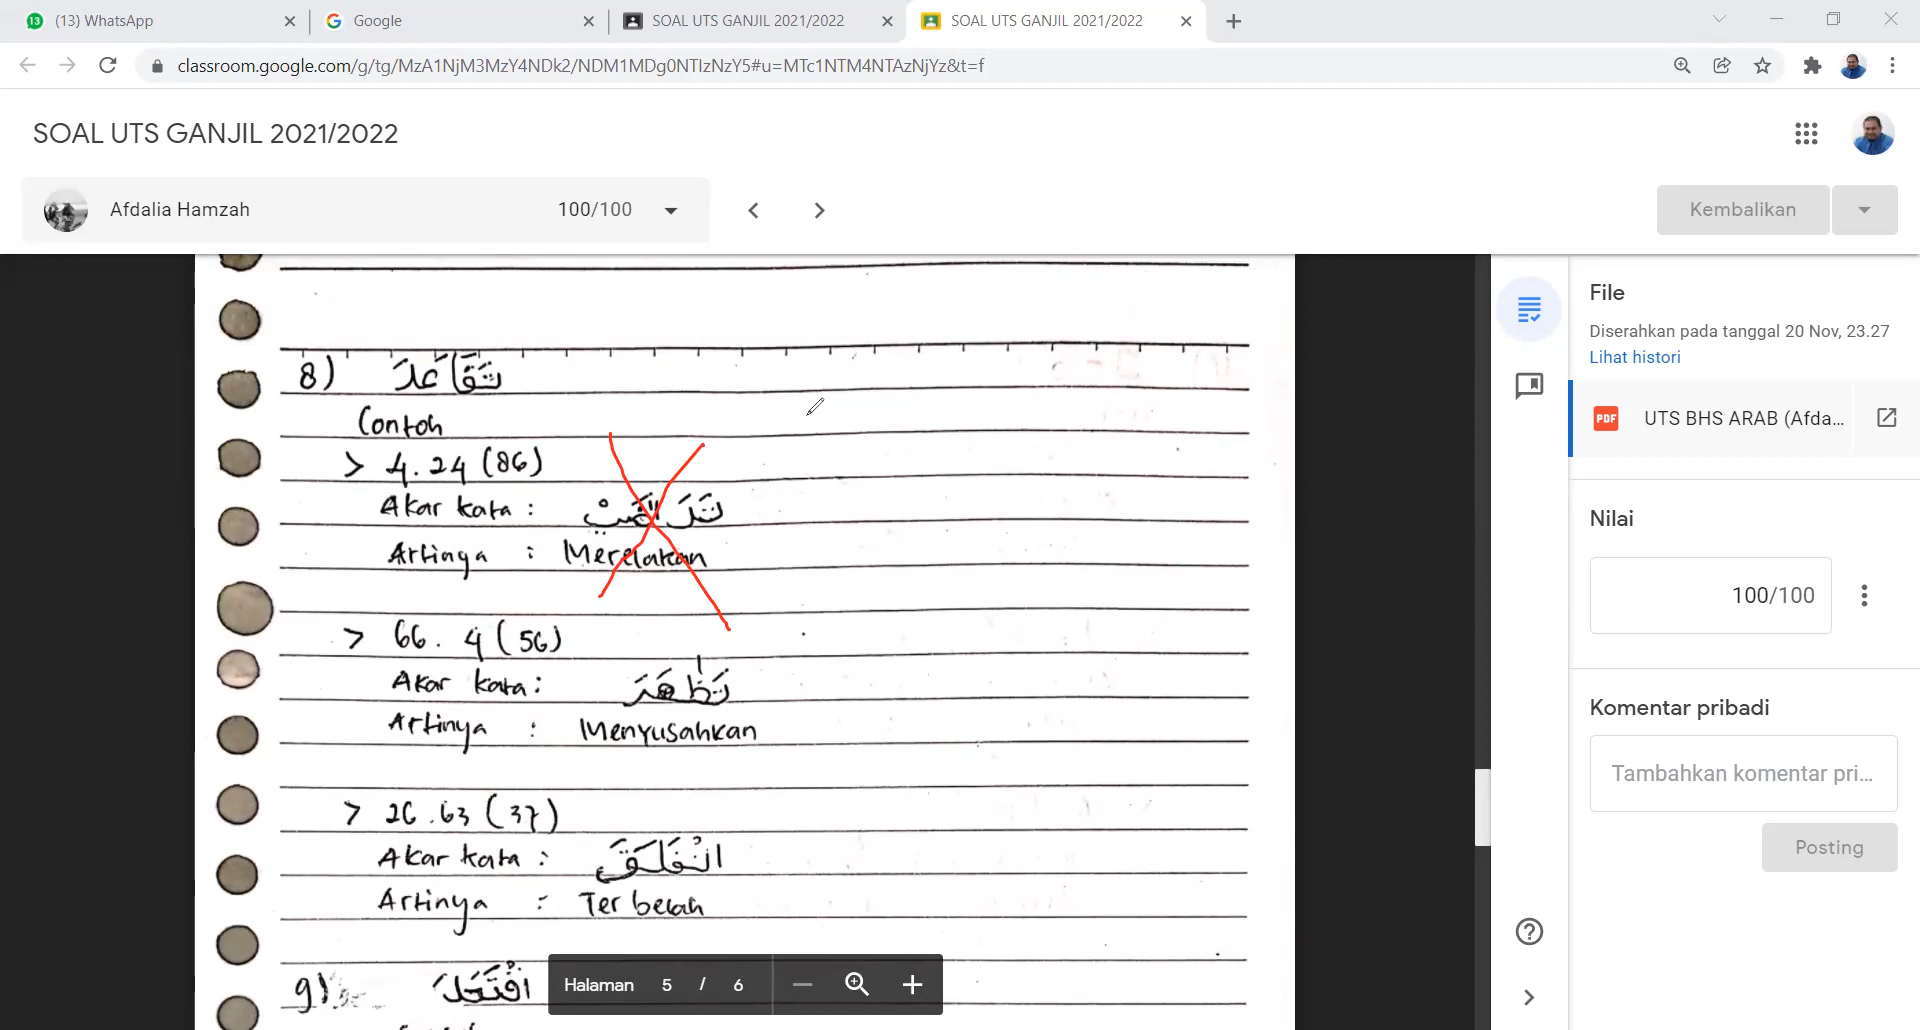 (13) WhatsApp
Google
SOAL UTS GANJIL 2021/2022
SOAL UTS GANJIL 2021/2022
classroom.google.com/g/tg/MzA1NjM3MzY4NDk2/NDM1MDg0NTIzNzY5#u=MTc1NTM4NTAzNjYz&t=f
SOAL UTS GANJIL 2021/2022
Afdalia Hamzah 100/100
Kembalikan
8)
Contoh
> 4.24 (86)
Akar kata :
Artinya : Merelakan
> 66. 4 (56)
Akar kata :
Artinya : Menyusahkan
> 26.63 (37)
Akar kata : انْفَلَقَ
Artinya : Terbelah
9)
Halaman 5 / 6
File
Diserahkan pada tanggal 20 Nov, 23.27
Lihat histori
PDF UTS BHS ARAB (Afda...
Nilai
100/100
Komentar pribadi
Tambahkan komentar pri...
Posting